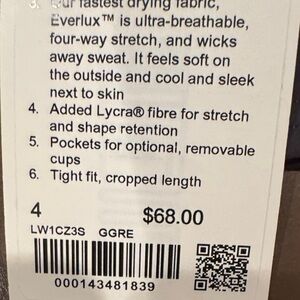 3. Our fastest drying fabric,
Everlux™ is ultra-breathable,
four-way stretch, and wicks
away sweat. It feels soft on
the outside and cool and sleek
next to skin
4. Added Lycra® fibre for stretch
and shape retention
5. Pockets for optional, removable
cups
6. Tight fit, cropped length
4 $68.00
LW1CZ3S GGRE
000143481839